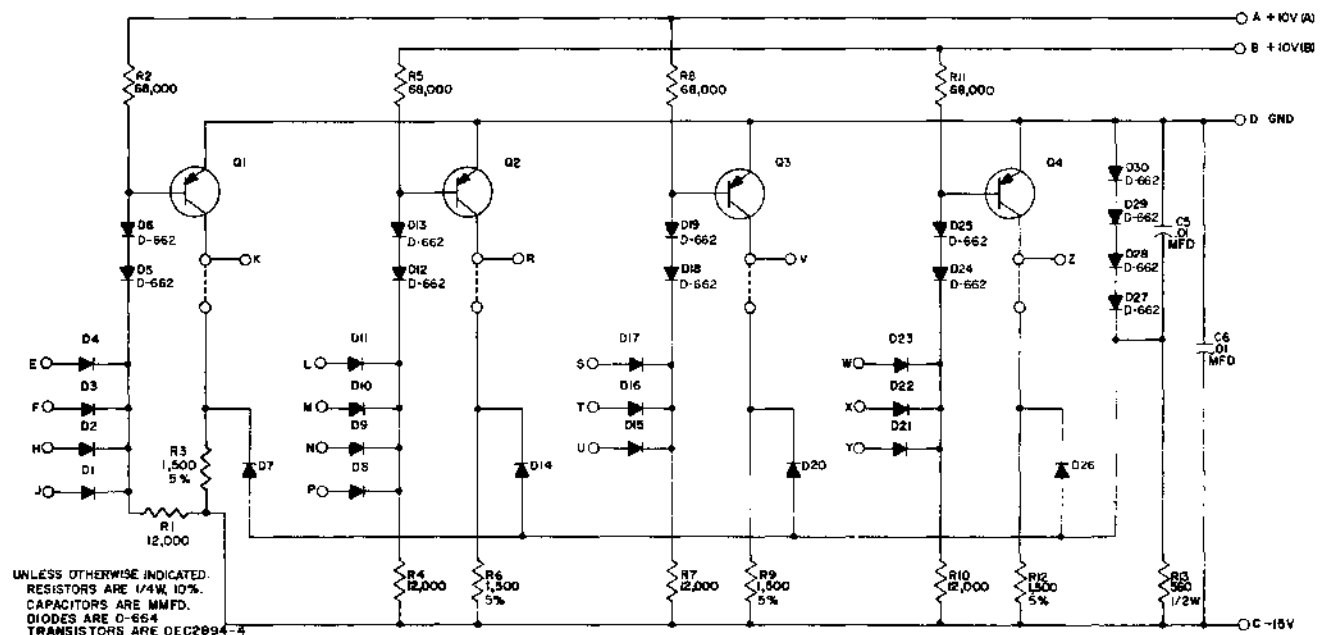 A +10V(A)
B +10V(B)
R2
68,000
R5
68,000
R8
68,000
R11
68,000
D GND
Q1
Q2
Q3
Q4
D30
D-662
D29
D-662
D28
D-662
D27
D-662
C5
.01
MFD
C6
.01
MFD
D6
D-662
D5
D-662
D13
D-662
D12
D-662
D19
D-662
D18
D-662
D25
D-662
D24
D-662
K
R
V
Z
D4
E
D3
F
D2
H
D1
J
D11
L
D10
M
D9
N
D8
P
D17
S
D16
T
D15
U
D23
W
D22
X
D21
Y
R3
1,500
5%
D7
D14
D20
D26
R1
12,000
R4
12,000
R6
1,500
5%
R7
12,000
R9
1,500
5%
R10
12,000
R12
1,500
5%
R13
560
1/2W
C -15V
UNLESS OTHERWISE INDICATED:
RESISTORS ARE 1/4W, 10%.
CAPACITORS ARE MMFD.
DIODES ARE D-664
TRANSISTORS ARE DEC2894-4